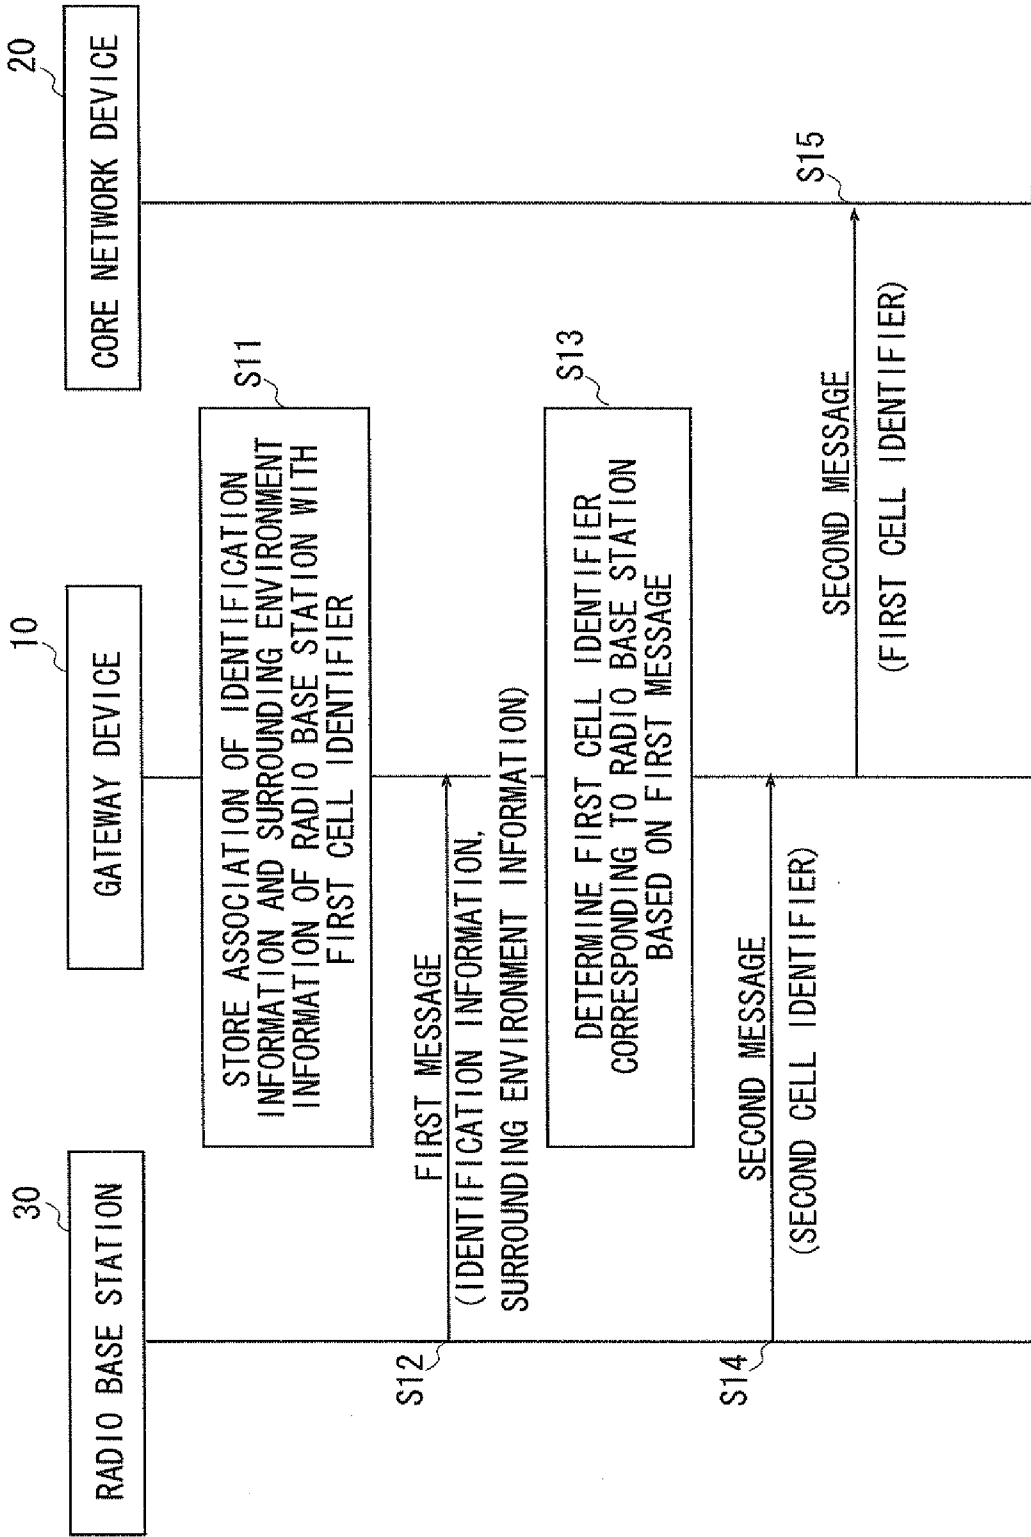 30
RADIO BASE STATION
10
GATEWAY DEVICE
20
CORE NETWORK DEVICE
S11
STORE ASSOCIATION OF IDENTIFICATION
INFORMATION AND SURROUNDING ENVIRONMENT
INFORMATION OF RADIO BASE STATION WITH
FIRST CELL IDENTIFIER
S12
FIRST MESSAGE
(IDENTIFICATION INFORMATION,
SURROUNDING ENVIRONMENT INFORMATION)
S13
DETERMINE FIRST CELL IDENTIFIER
CORRESPONDING TO RADIO BASE STATION
BASED ON FIRST MESSAGE
S14
SECOND MESSAGE
(SECOND CELL IDENTIFIER)
S15
SECOND MESSAGE
(FIRST CELL IDENTIFIER)